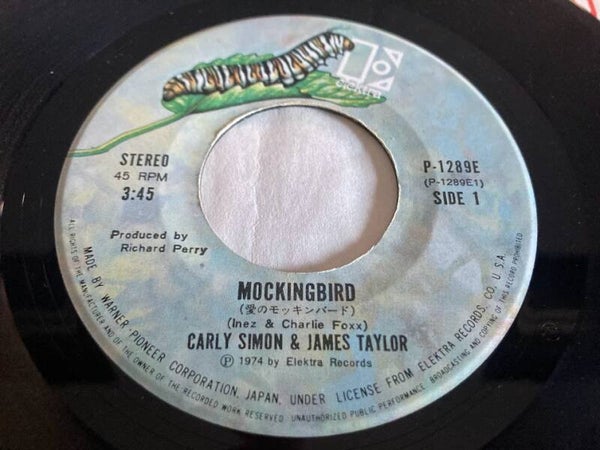 elektra
STEREO
45 RPM
3:45
P-1289E
(P-1289E1)
SIDE 1
Produced by
Richard Perry
MOCKINGBIRD
(愛のモッキンバード)
(Inez & Charlie Foxx)
CARLY SIMON & JAMES TAYLOR
Ⓟ 1974 by Elektra Records
MADE BY WARNER-PIONEER CORPORATION, JAPAN, UNDER LICENSE FROM ELEKTRA RECORDS, CO. U.S.A.
ALL RIGHTS OF THE MANUFACTURER AND OF THE OWNER OF THE RECORDED WORK RESERVED. UNAUTHORIZED PUBLIC PERFORMANCE, BROADCASTING AND COPYING OF THIS RECORD PROHIBITED.